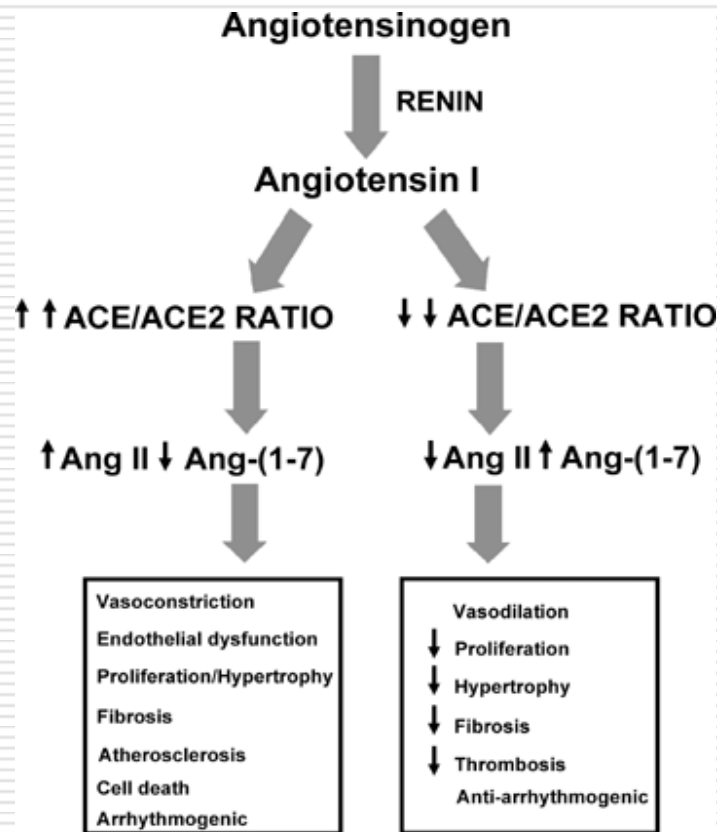 Angiotensinogen
RENIN
Angiotensin I
↑ ↑ ACE/ACE2 RATIO
↓ ↓ ACE/ACE2 RATIO
↑ Ang II ↓ Ang-(1-7)
↓ Ang II ↑ Ang-(1-7)
Vasoconstriction
Endothelial dysfunction
Proliferation/Hypertrophy
Fibrosis
Atherosclerosis
Cell death
Arrhythmogenic
Vasodilation
↓ Proliferation
↓ Hypertrophy
↓ Fibrosis
↓ Thrombosis
Anti-arrhythmogenic